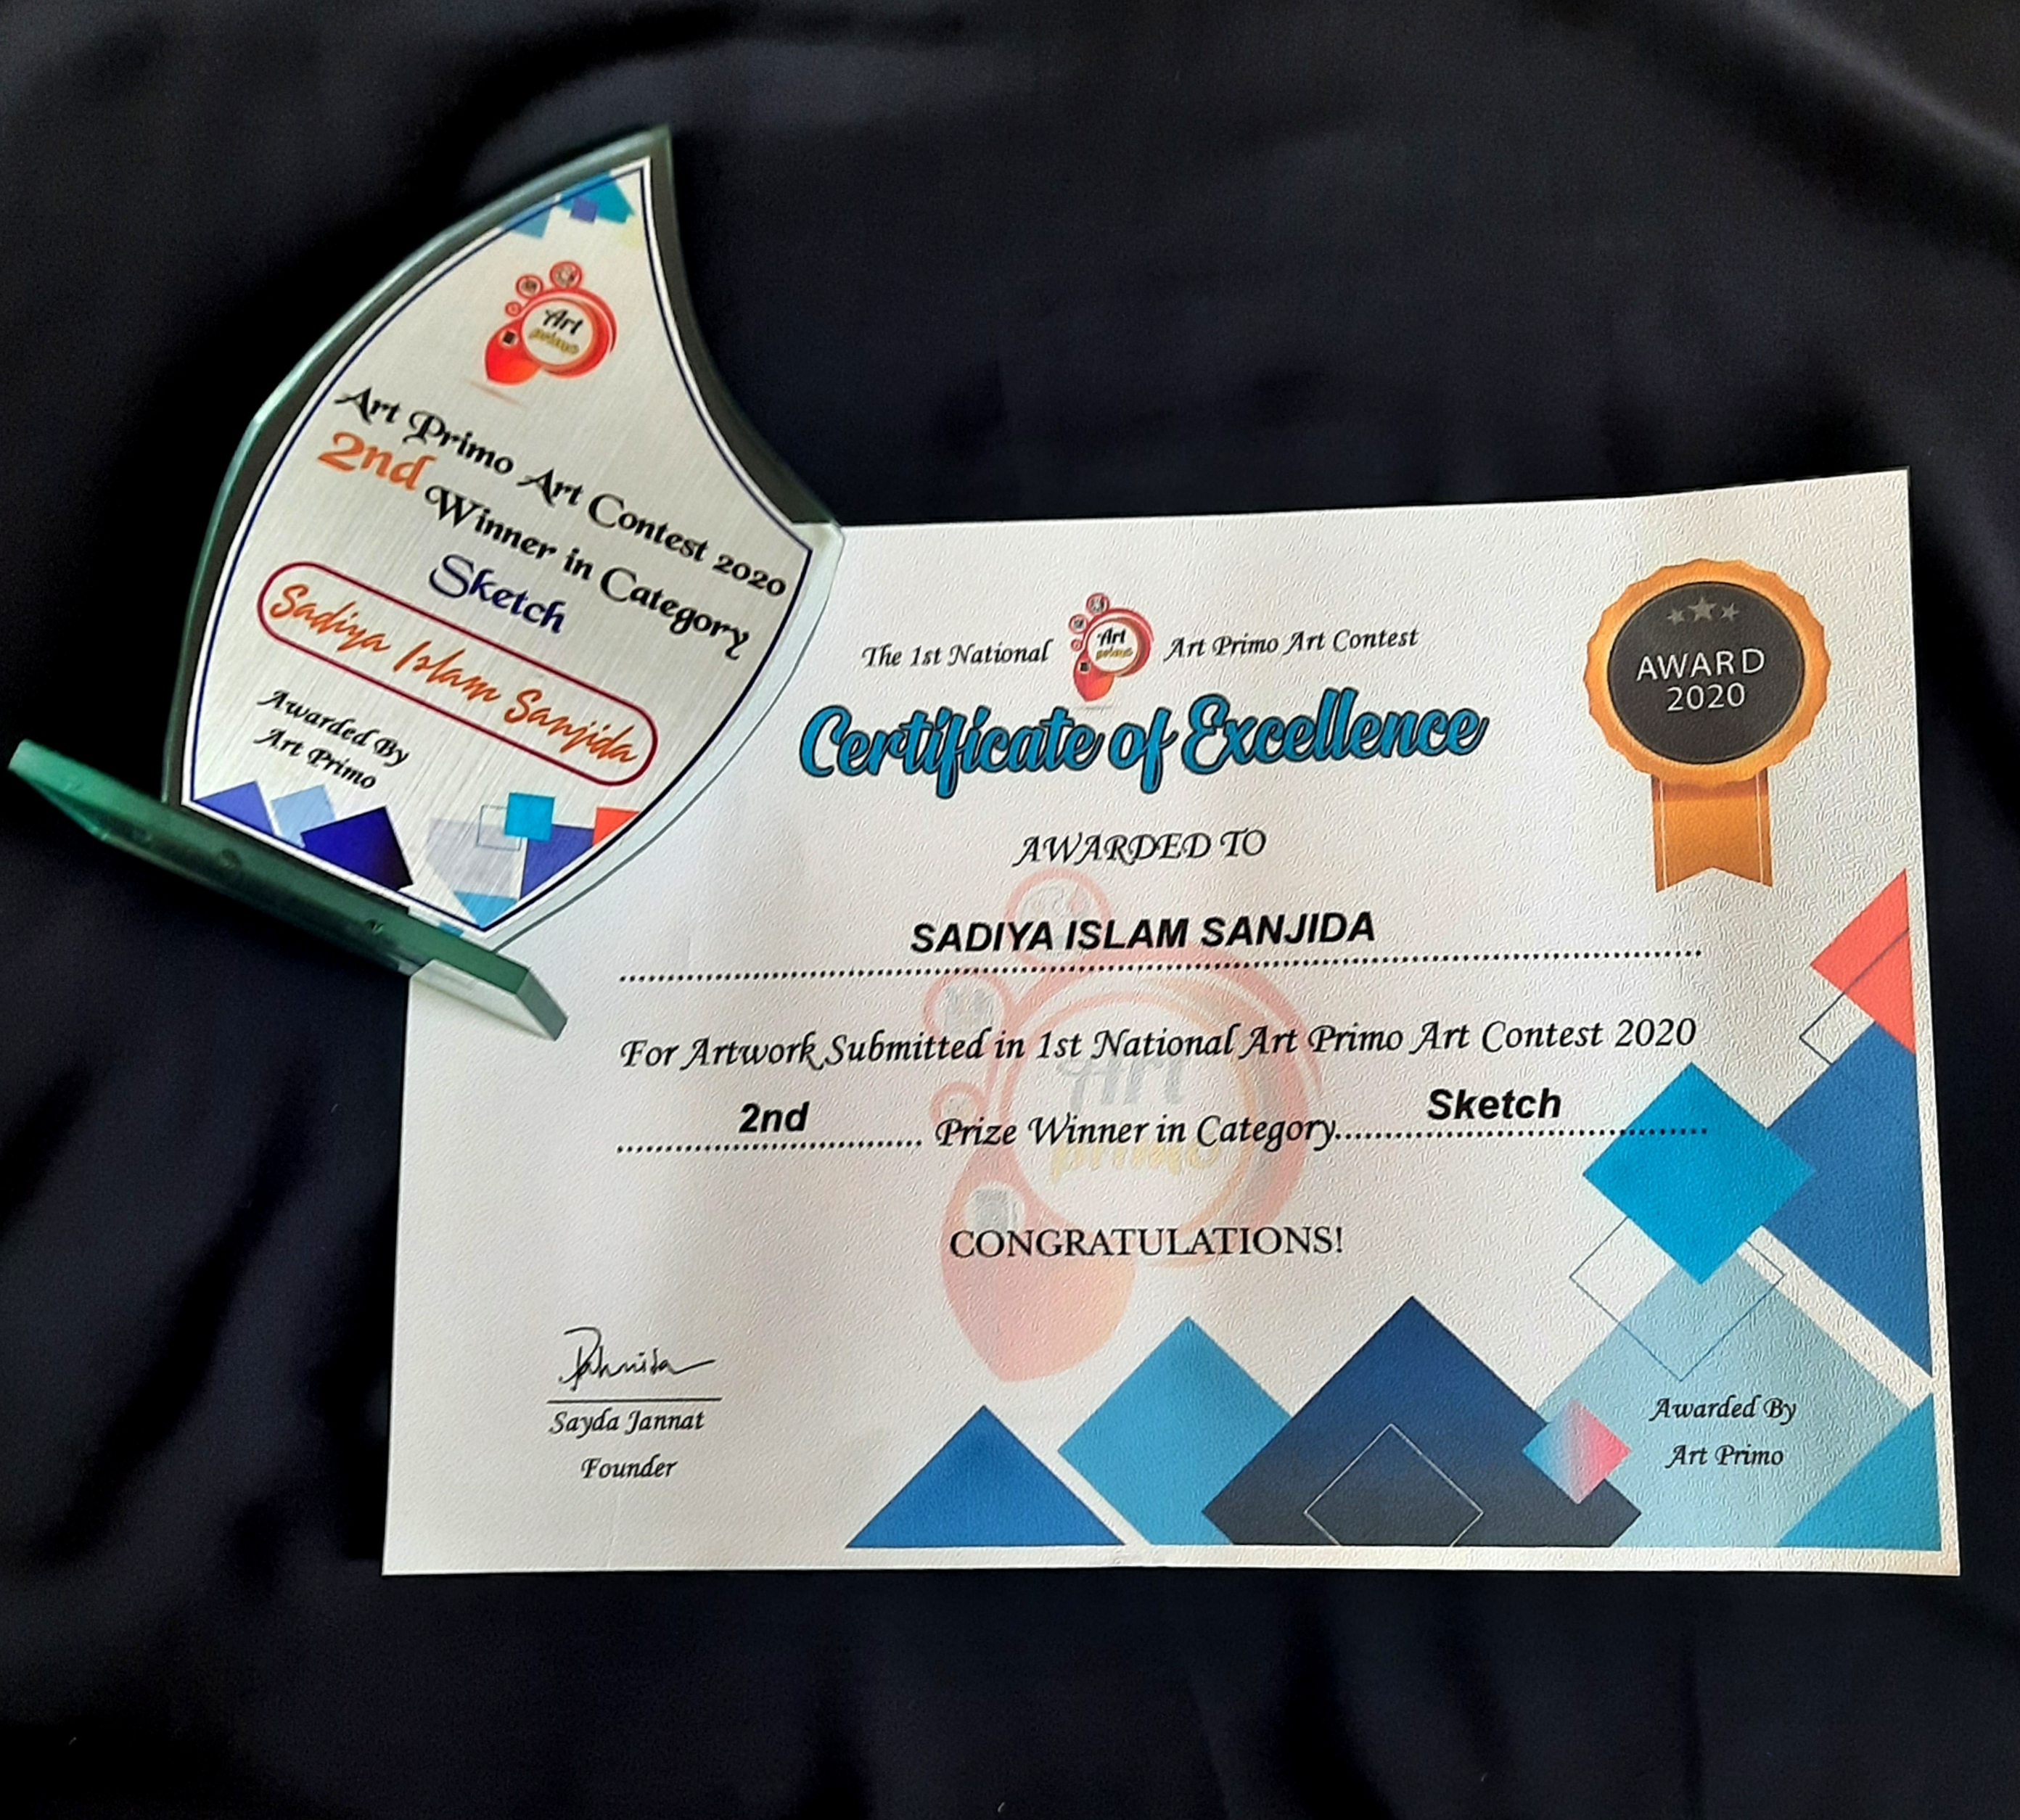 Art
primo
Art Primo Art Contest 2020
2nd Winner in Category
Sketch
Sadiya Islam Sanjida
Awarded By
Art Primo
The 1st National Art primo Art Primo Art Contest
Certificate of Excellence
AWARD
2020
AWARDED TO
SADIYA ISLAM SANJIDA
For Artwork Submitted in 1st National Art Primo Art Contest 2020
2nd Prize Winner in Category Sketch
Art
primo
CONGRATULATIONS!
Sayda Jannat
Founder
Awarded By
Art Primo